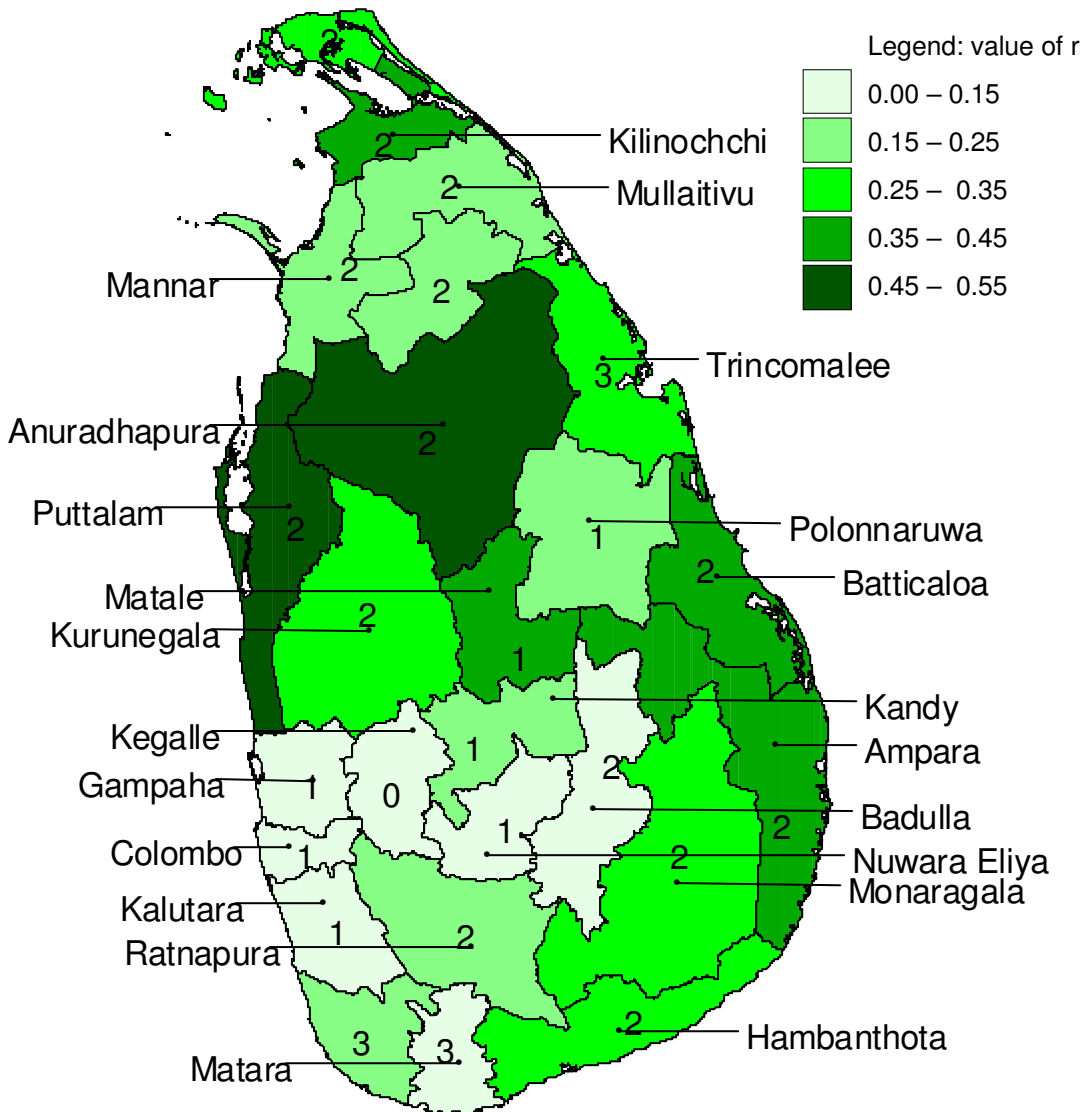 Legend: value of r
0.00 – 0.15
0.15 – 0.25
0.25 – 0.35
0.35 – 0.45
0.45 – 0.55
2
2
Kilinochchi
2
Mullaitivu
Mannar
2
2
Trincomalee
3
Anuradhapura
2
Puttalam
2
Polonnaruwa
1
Batticaloa
2
Matale
Kurunegala
2
1
Kandy
Kegalle
1
Ampara
Gampaha
1
0
2
Badulla
2
Colombo
1
1
Nuwara Eliya
2
Monaragala
Kalutara
1
Ratnapura
2
Hambanthota
2
3
Matara
3